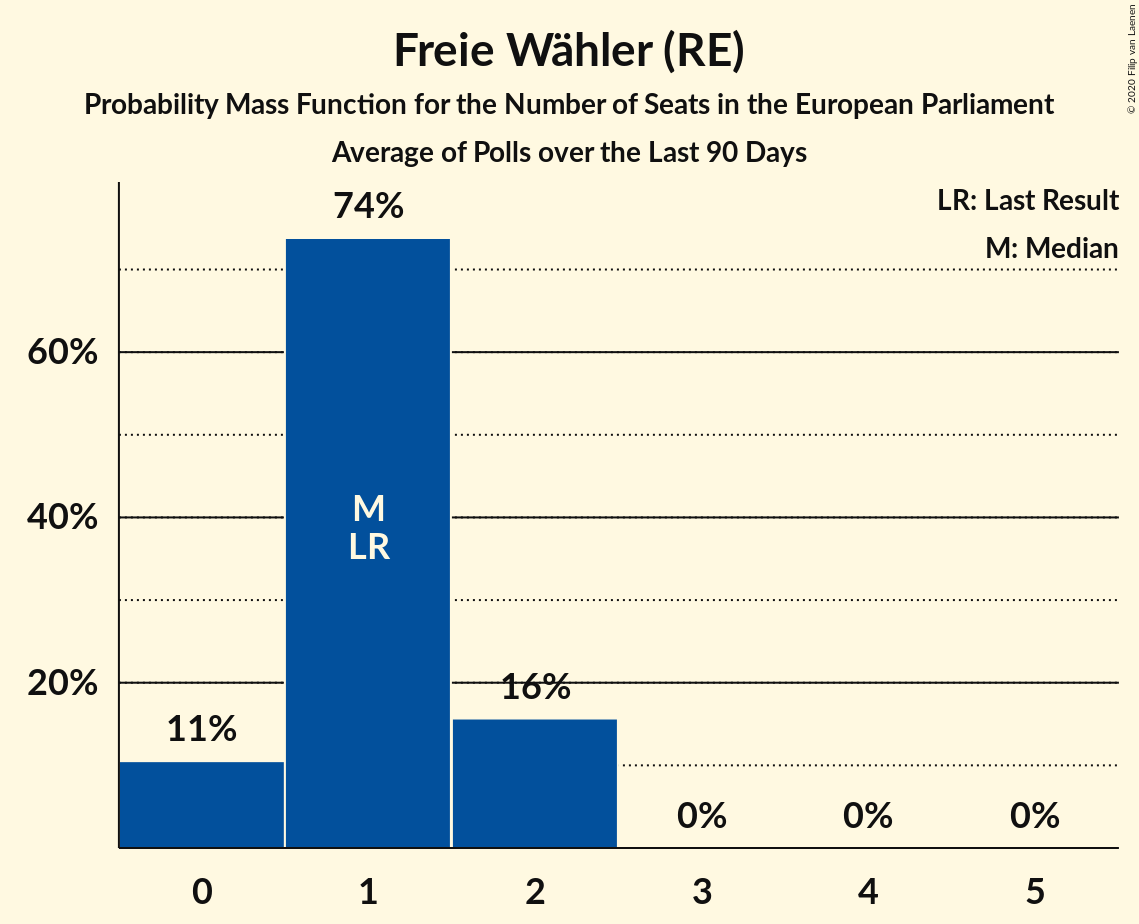 Freie Wähler (RE)
Probability Mass Function for the Number of Seats in the European Parliament
Average of Polls over the Last 90 Days
© 2020 Filip van Laenen
LR: Last Result
M: Median
74%
60%
M
40%
LR
20%
16%
11%
0% 0% 0%
0 1 2 3 4 5